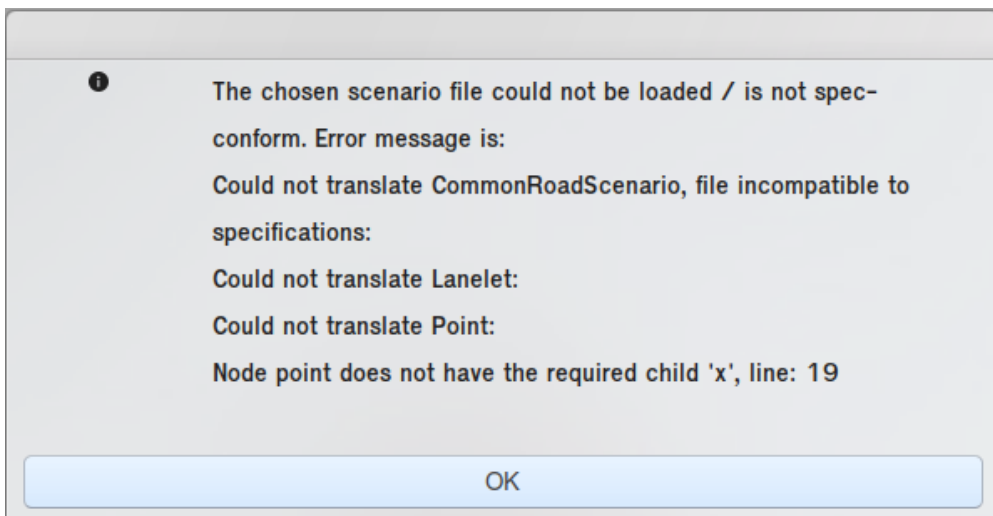 The chosen scenario file could not be loaded / is not spec-
conform. Error message is:
Could not translate CommonRoadScenario, file incompatible to
specifications:
Could not translate Lanelet:
Could not translate Point:
Node point does not have the required child 'x', line: 19
OK